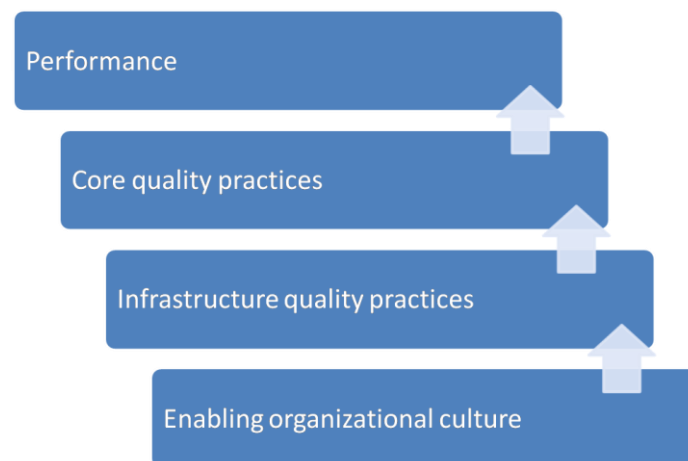 Performance
Core quality practices
Infrastructure quality practices
Enabling organizational culture